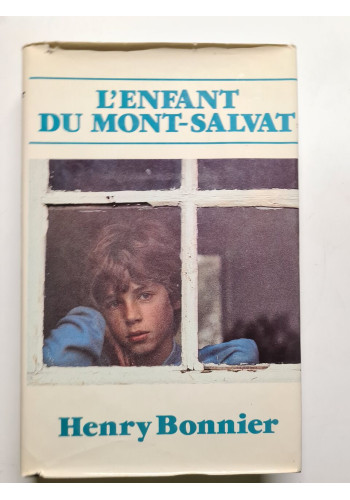 L'ENFANT
DU MONT-SALVAT
Henry Bonnier